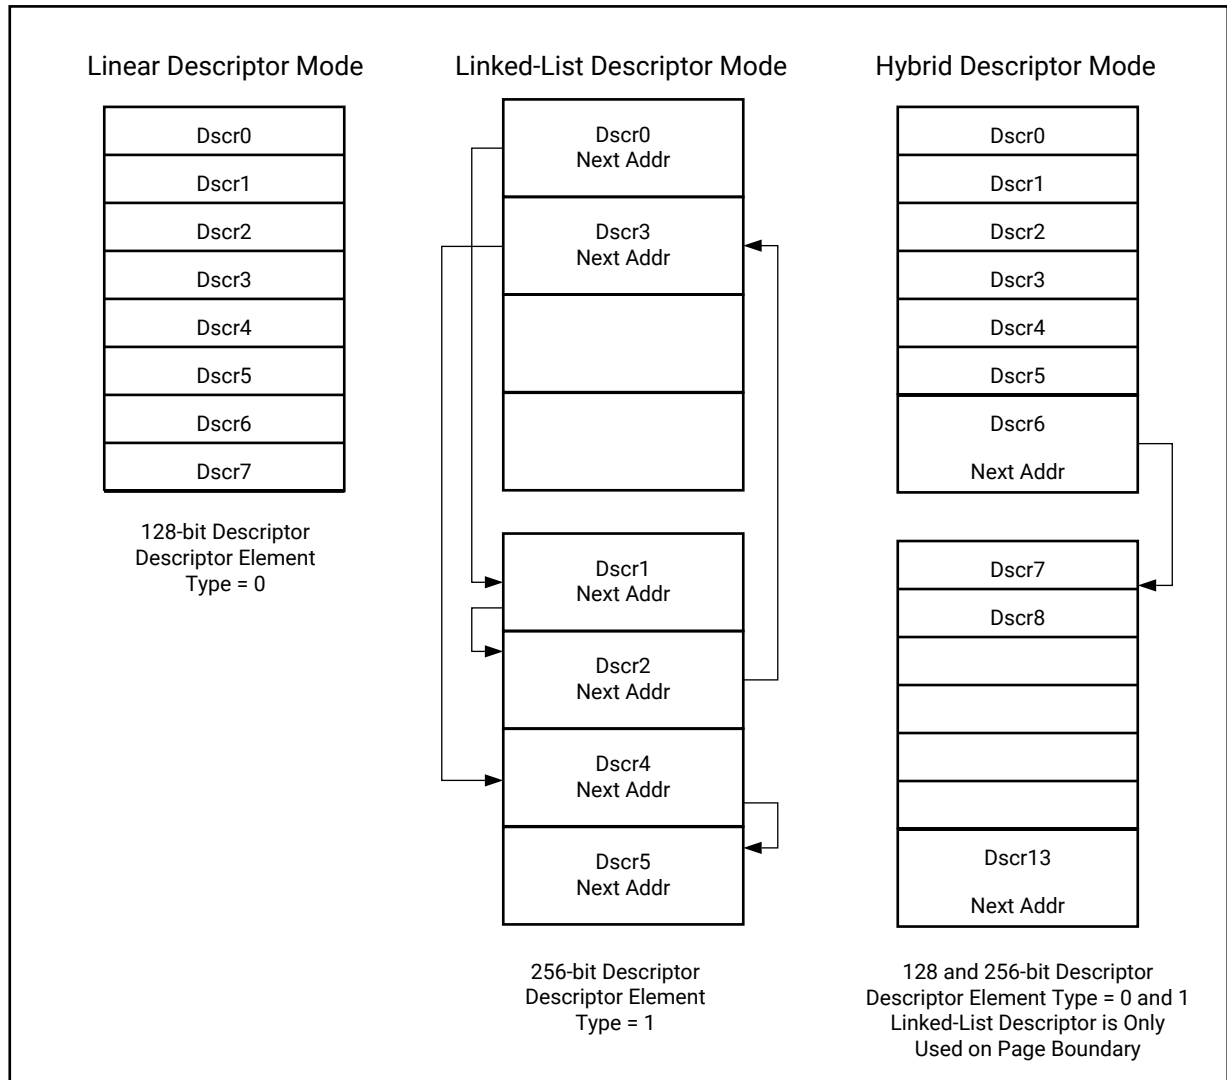 Linear Descriptor Mode
Dscr0
Dscr1
Dscr2
Dscr3
Dscr4
Dscr5
Dscr6
Dscr7
128-bit Descriptor
Descriptor Element
Type = 0
Linked-List Descriptor Mode
Dscr0
Next Addr
Dscr3
Next Addr
Dscr1
Next Addr
Dscr2
Next Addr
Dscr4
Next Addr
Dscr5
Next Addr
256-bit Descriptor
Descriptor Element
Type = 1
Hybrid Descriptor Mode
Dscr0
Dscr1
Dscr2
Dscr3
Dscr4
Dscr5
Dscr6
Next Addr
Dscr7
Dscr8
Dscr13
Next Addr
128 and 256-bit Descriptor
Descriptor Element Type = 0 and 1
Linked-List Descriptor is Only
Used on Page Boundary